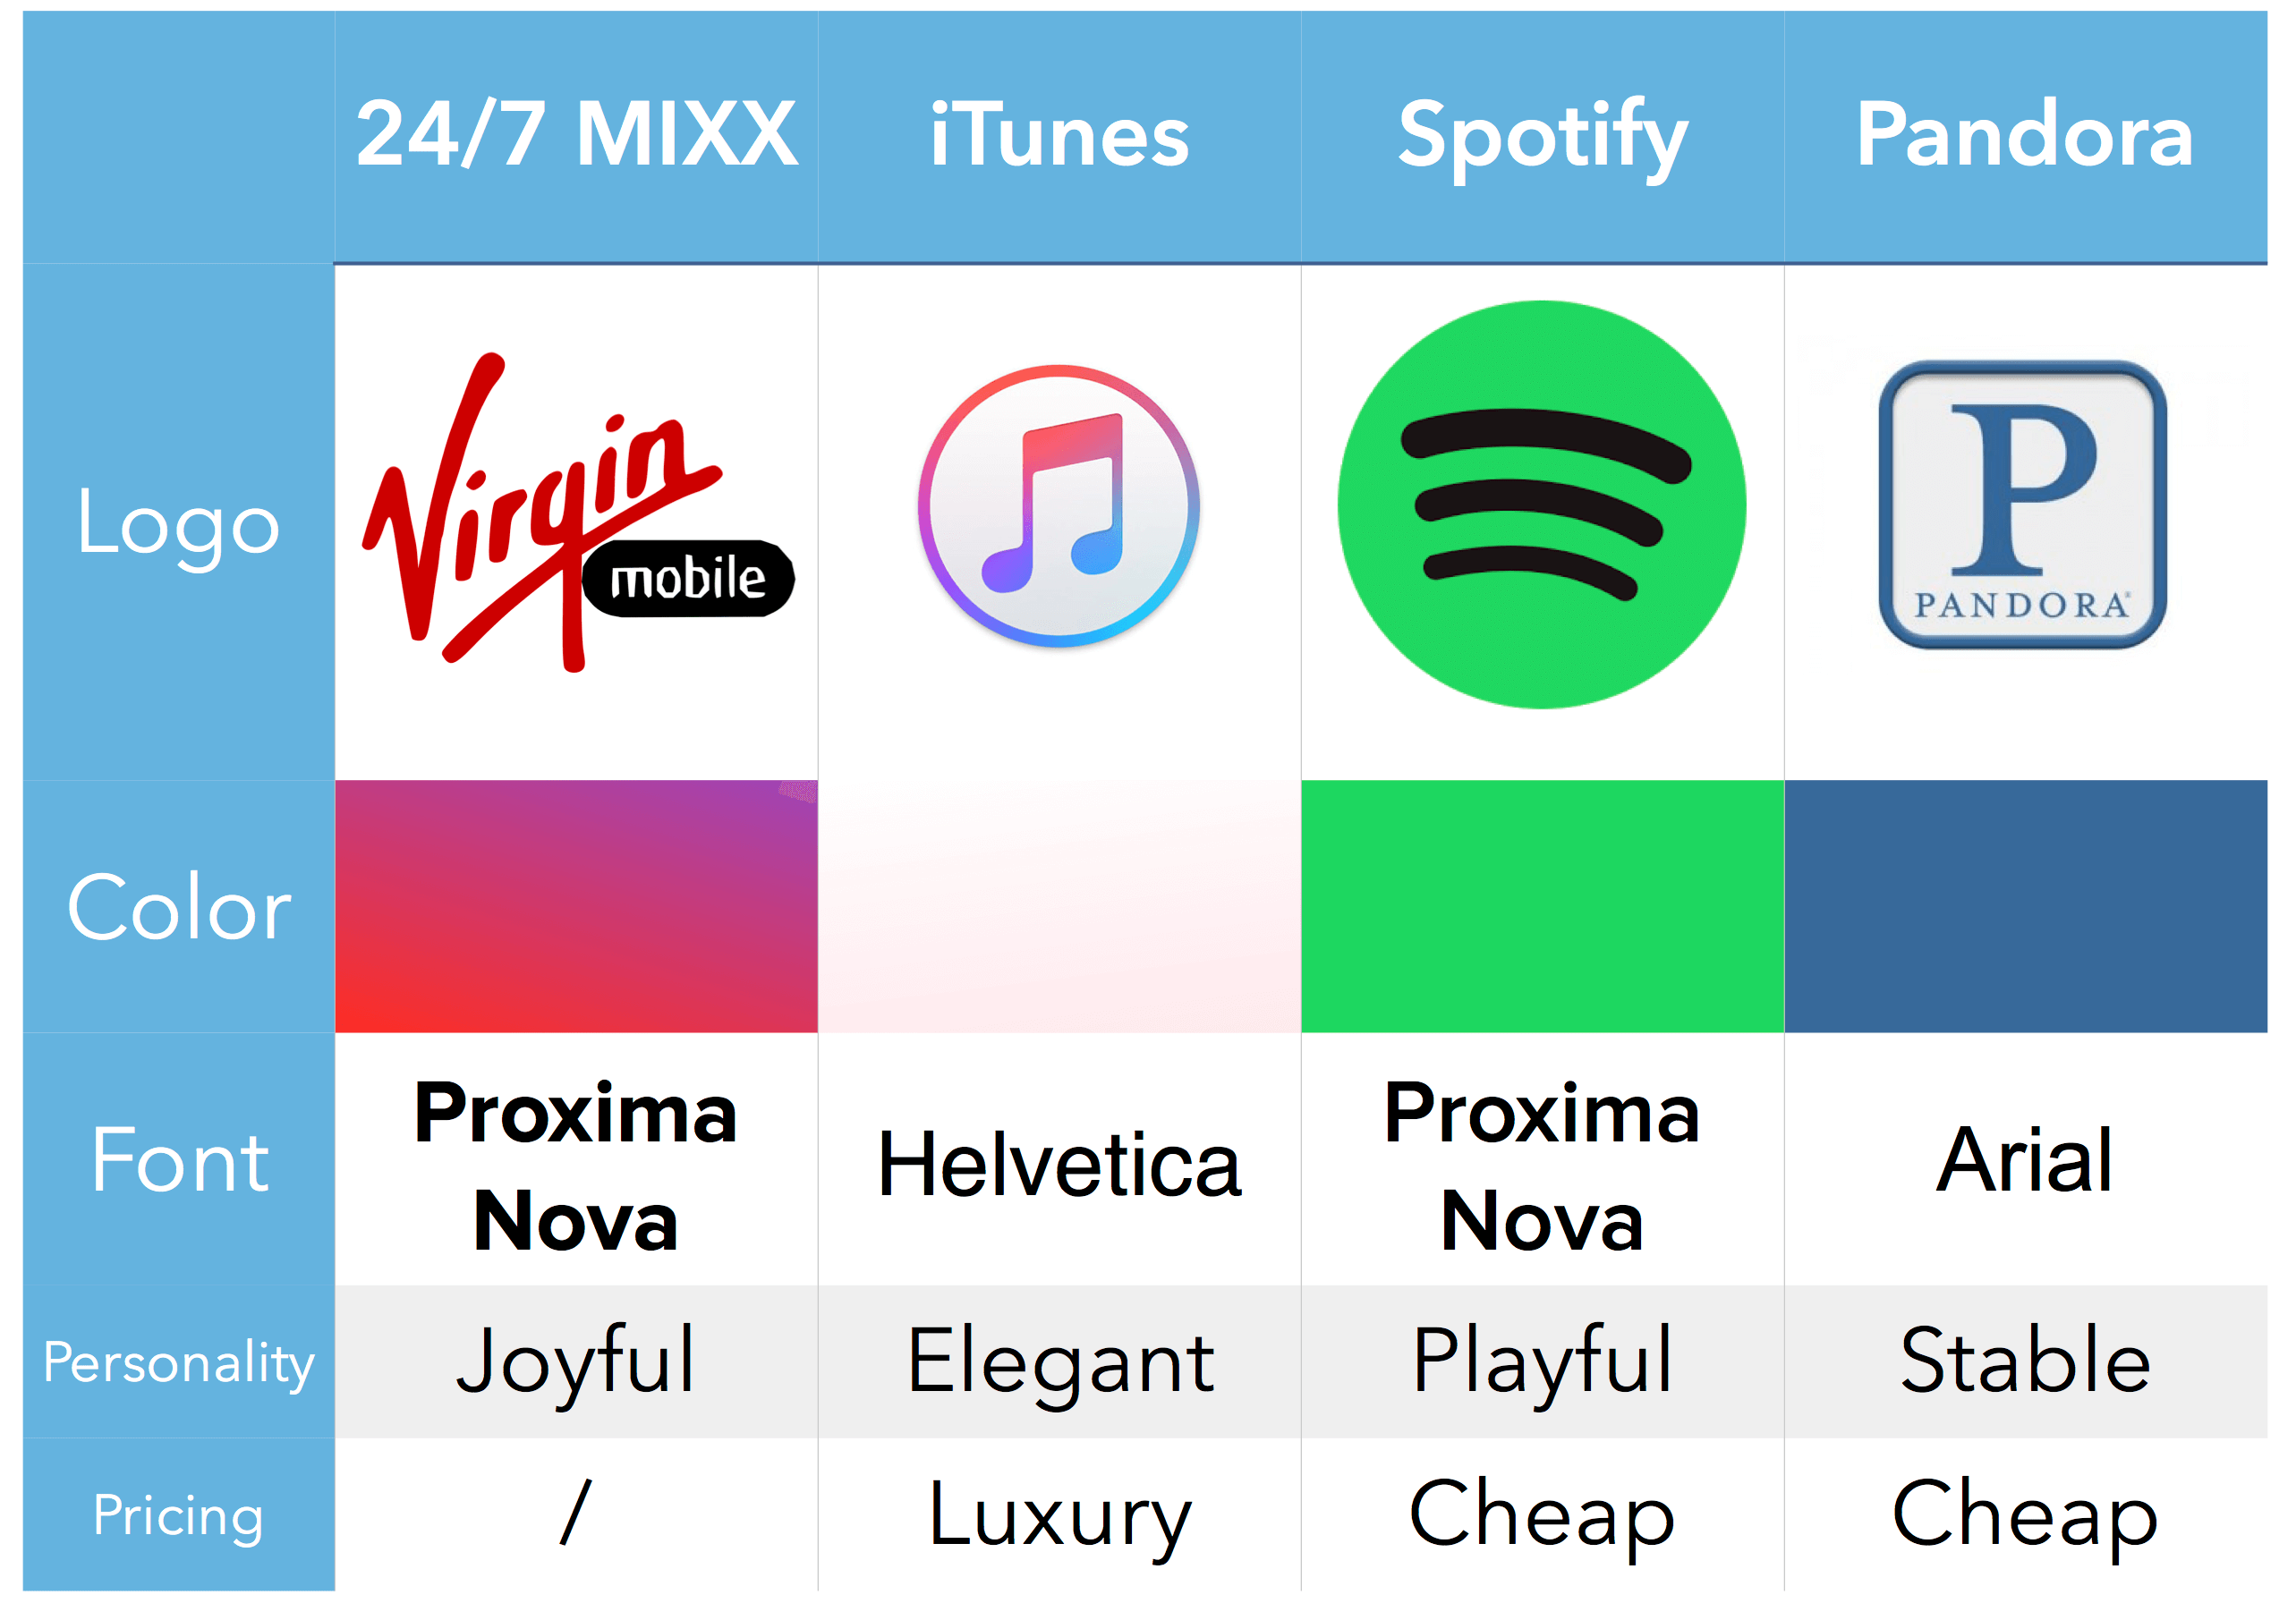 24/7 MIXX iTunes Spotify Pandora
Logo
Virgin
mobile
P
PANDORA®
Color
Font
Proxima
Nova
Helvetica
Proxima
Nova
Arial
Personality Joyful Elegant Playful Stable
Pricing / Luxury Cheap Cheap